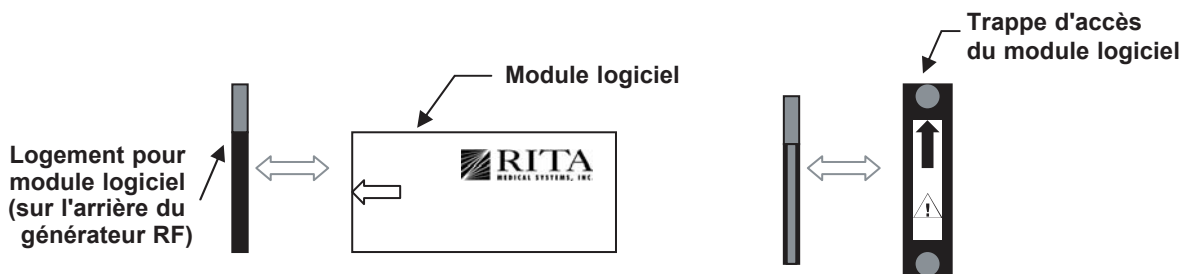 Trappe d'accès
du module logiciel
Module logiciel
Logement pour
module logiciel
(sur l'arrière du
générateur RF)
RITA
MEDICAL SYSTEMS, INC.
!